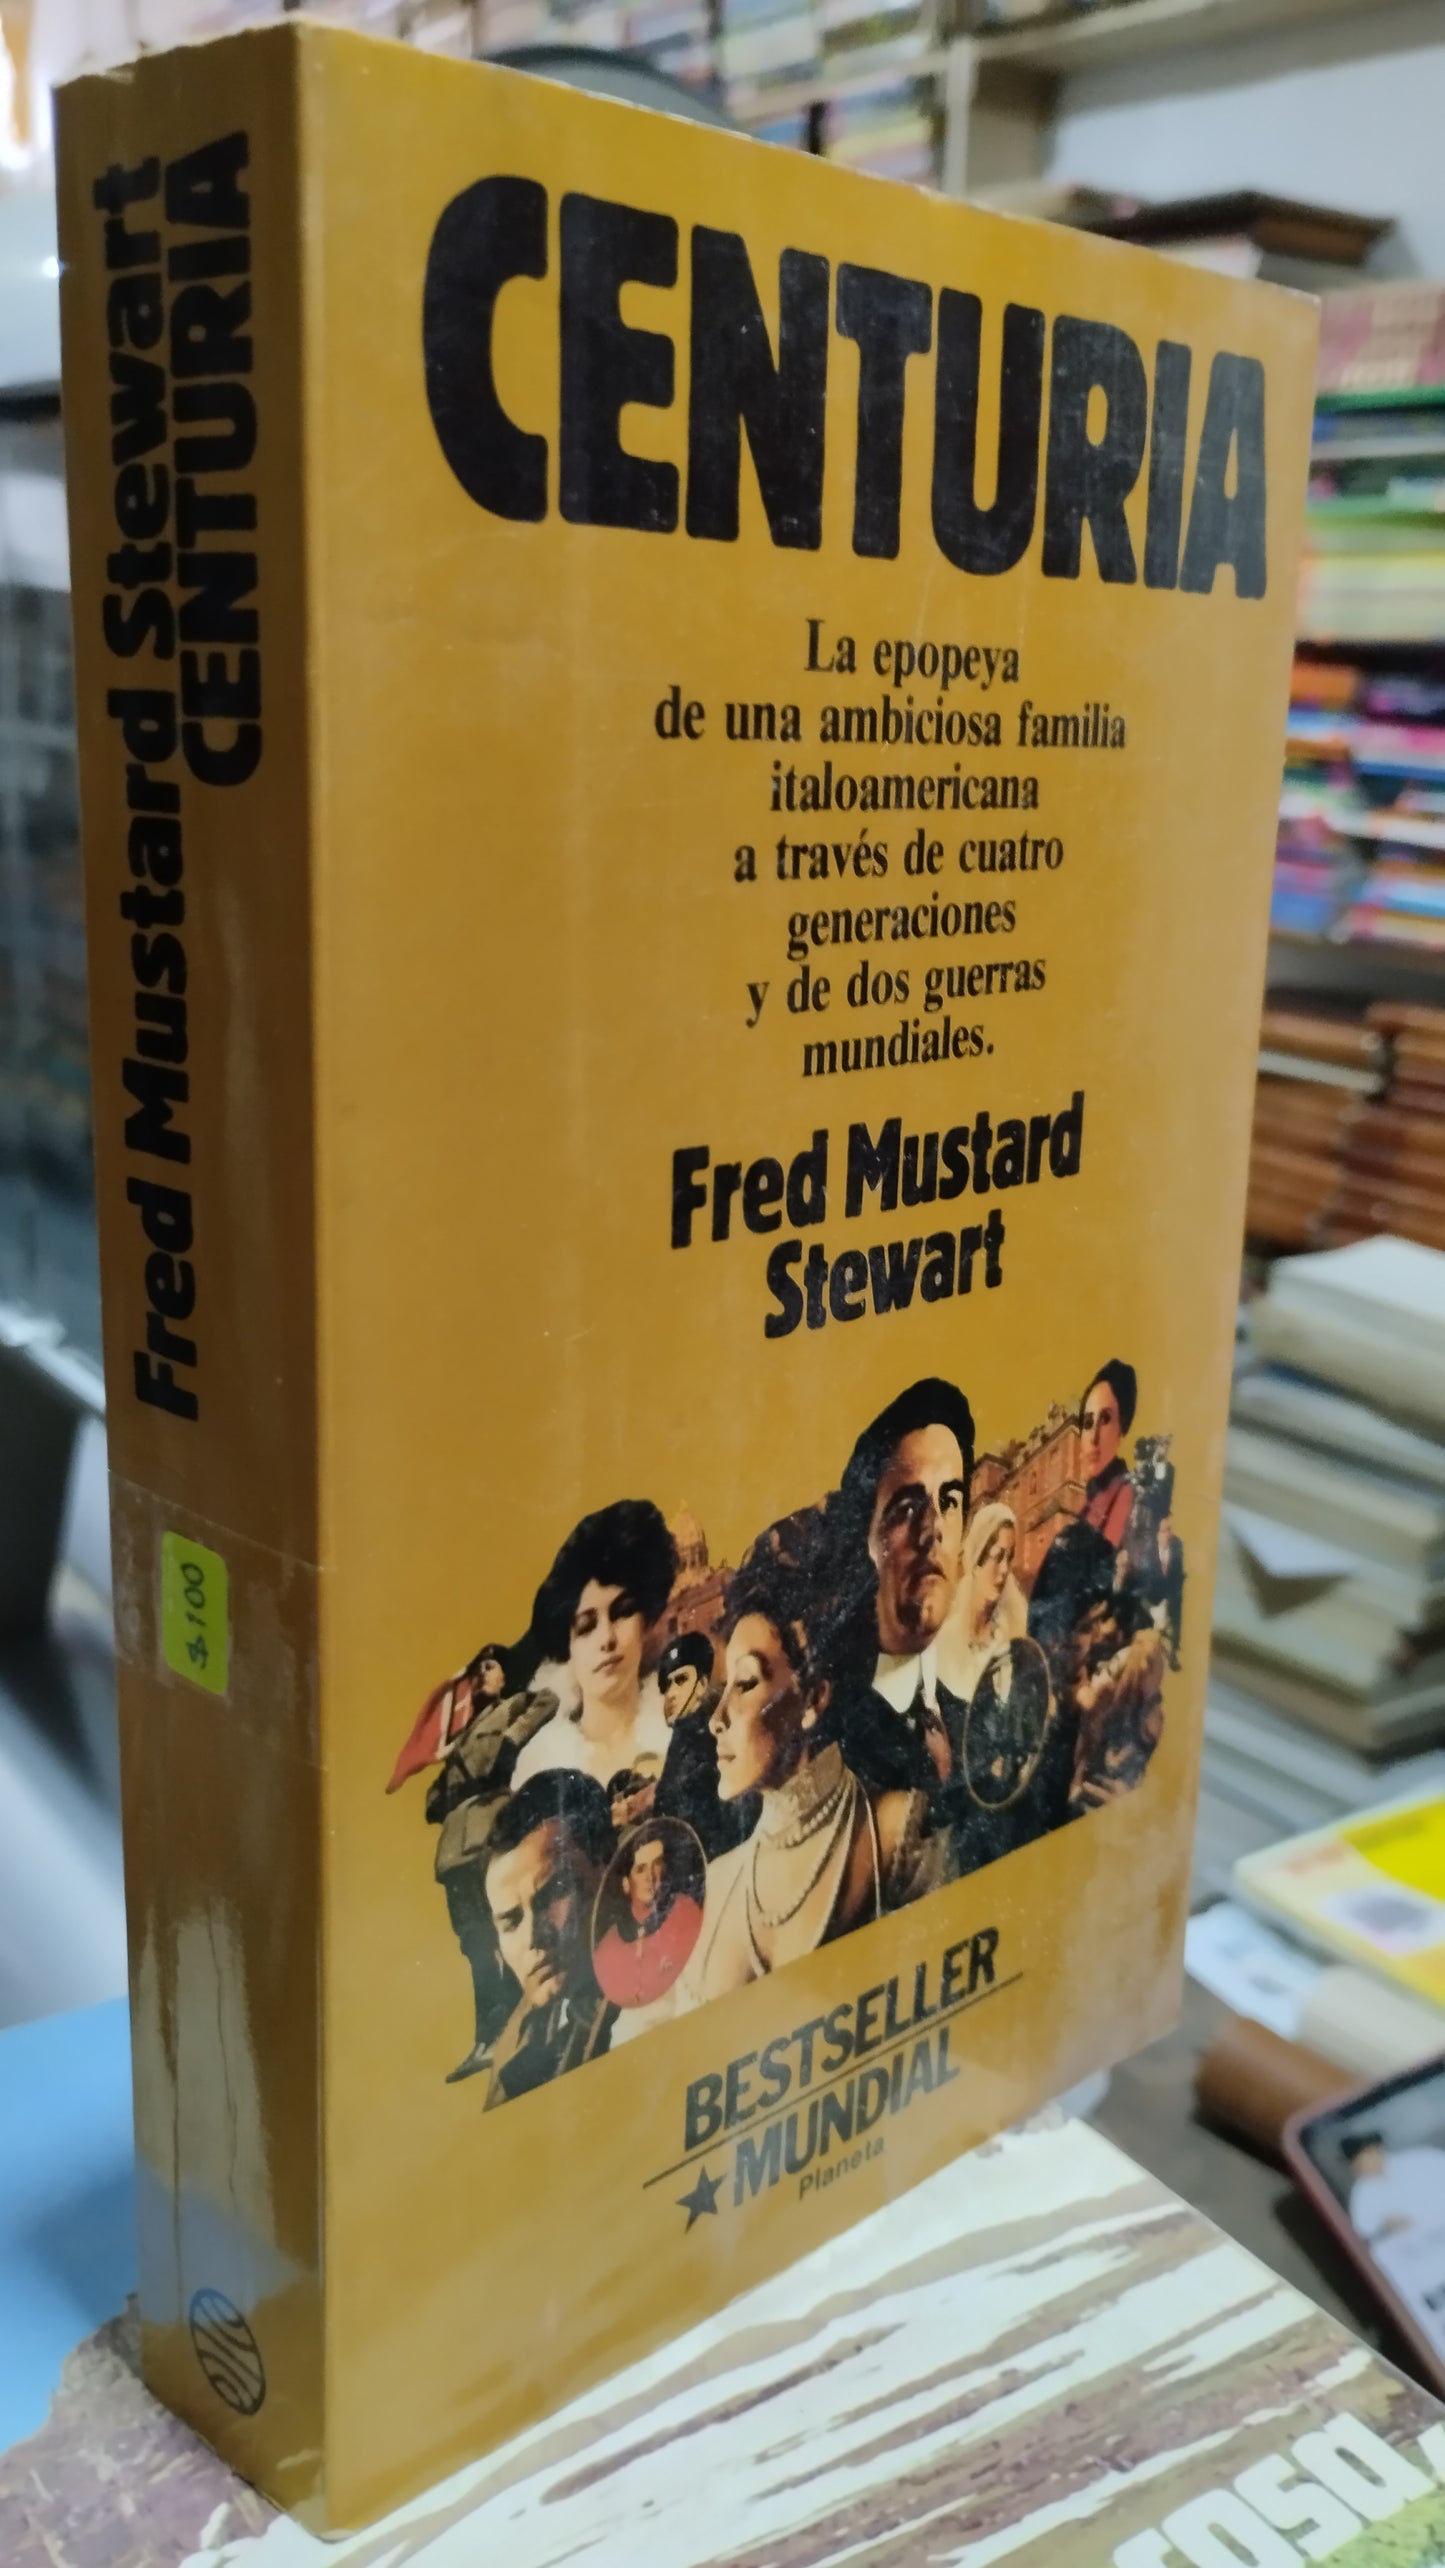 Fred Mustard Stewart
CENTURIA
$100
CENTURIA
La epopeya
de una ambiciosa familia
italoamericana
a través de cuatro
generaciones
y de dos guerras
mundiales.
Fred Mustard
Stewart
BESTSELLER
MUNDIAL
Planeta